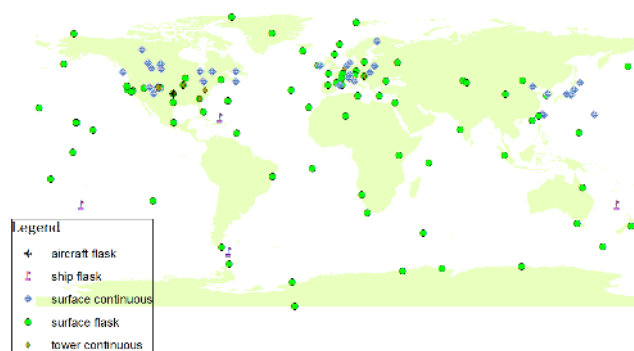 Legend
aircraft flask
ship flask
surface continuous
surface flask
tower continuous